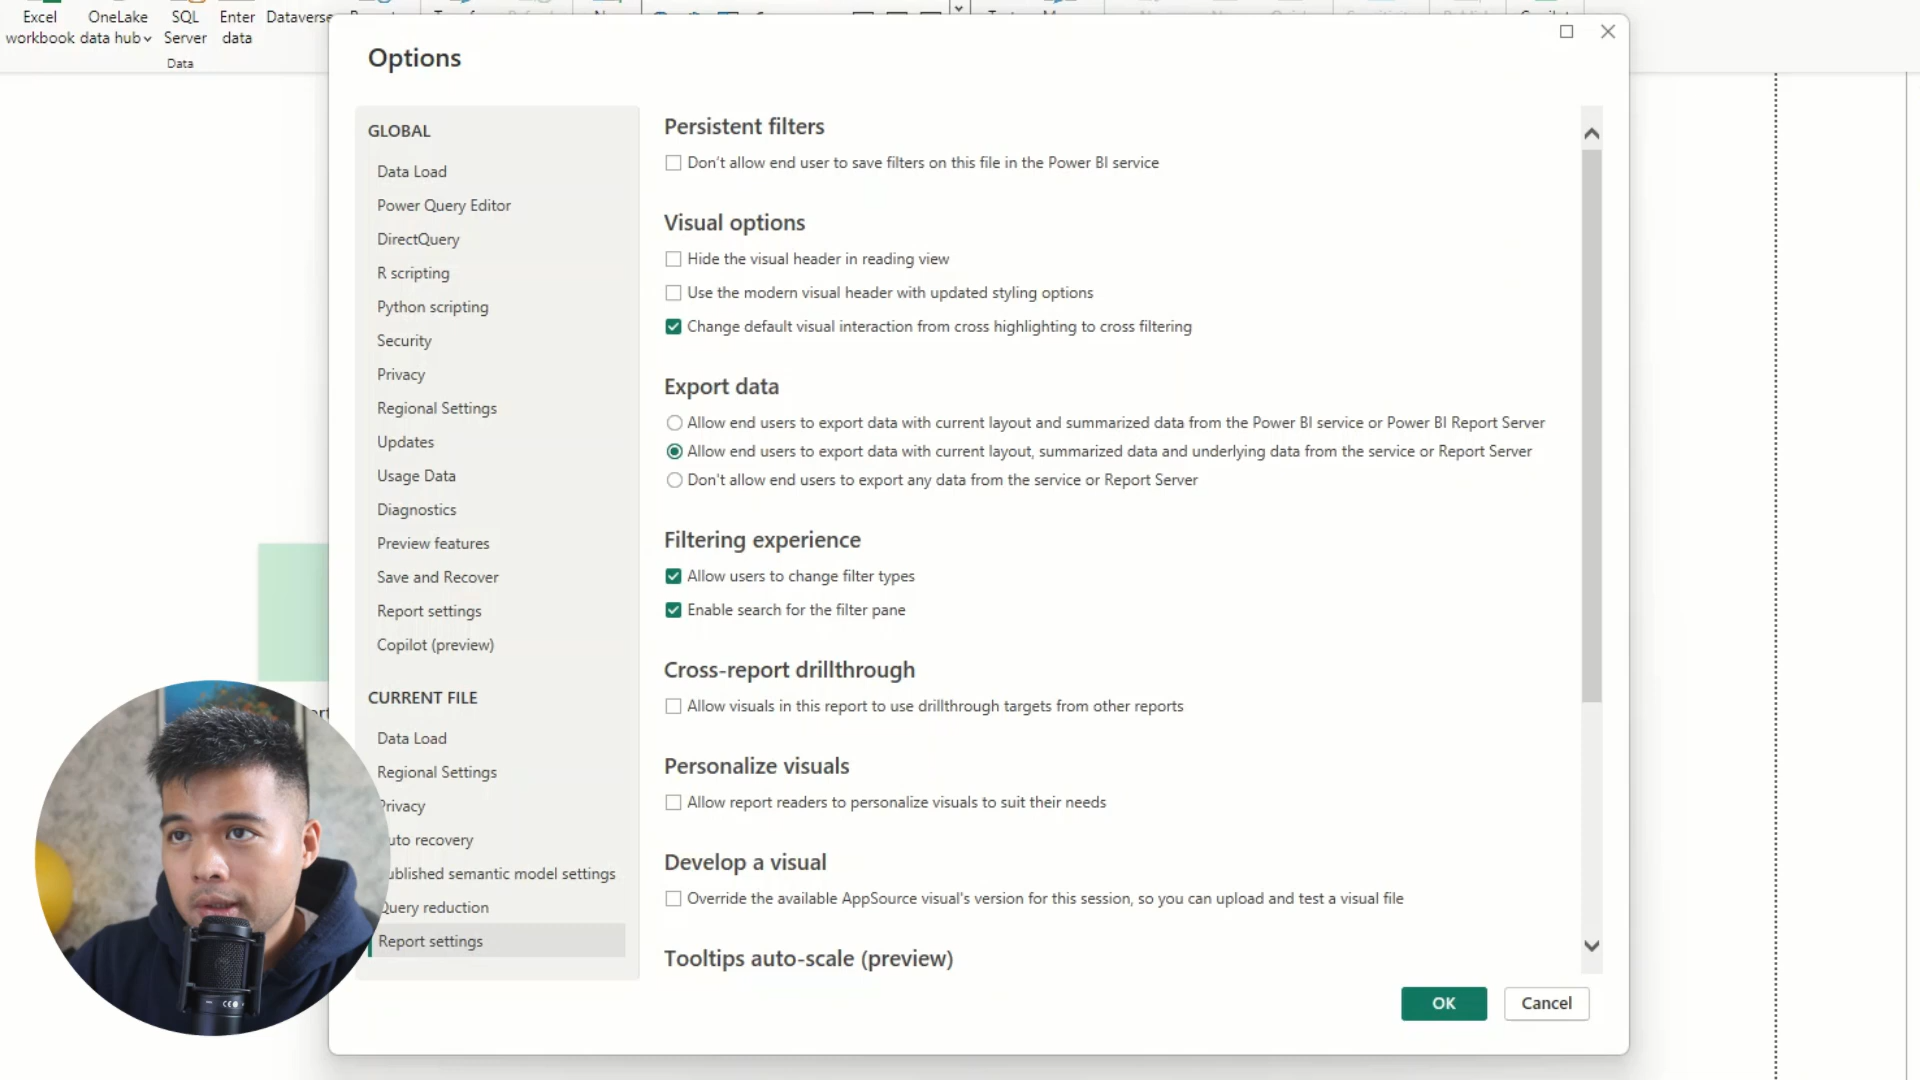 Excel
workbook
OneLake
data hub
SQL
Server
Enter
data
Dataverse
Data
Options
GLOBAL
Data Load
Power Query Editor
DirectQuery
R scripting
Python scripting
Security
Privacy
Regional Settings
Updates
Usage Data
Diagnostics
Preview features
Save and Recover
Report settings
Copilot (preview)
CURRENT FILE
Data Load
Regional Settings
Privacy
uto recovery
ublished semantic model settings
Query reduction
Report settings
Persistent filters
Don't allow end user to save filters on this file in the Power BI service
Visual options
Hide the visual header in reading view
Use the modern visual header with updated styling options
Change default visual interaction from cross highlighting to cross filtering
Export data
Allow end users to export data with current layout and summarized data from the Power BI service or Power BI Report Server
Allow end users to export data with current layout, summarized data and underlying data from the service or Report Server
Don't allow end users to export any data from the service or Report Server
Filtering experience
Allow users to change filter types
Enable search for the filter pane
Cross-report drillthrough
Allow visuals in this report to use drillthrough targets from other reports
Personalize visuals
Allow report readers to personalize visuals to suit their needs
Develop a visual
Override the available AppSource visual's version for this session, so you can upload and test a visual file
Tooltips auto-scale (preview)
OK
Cancel